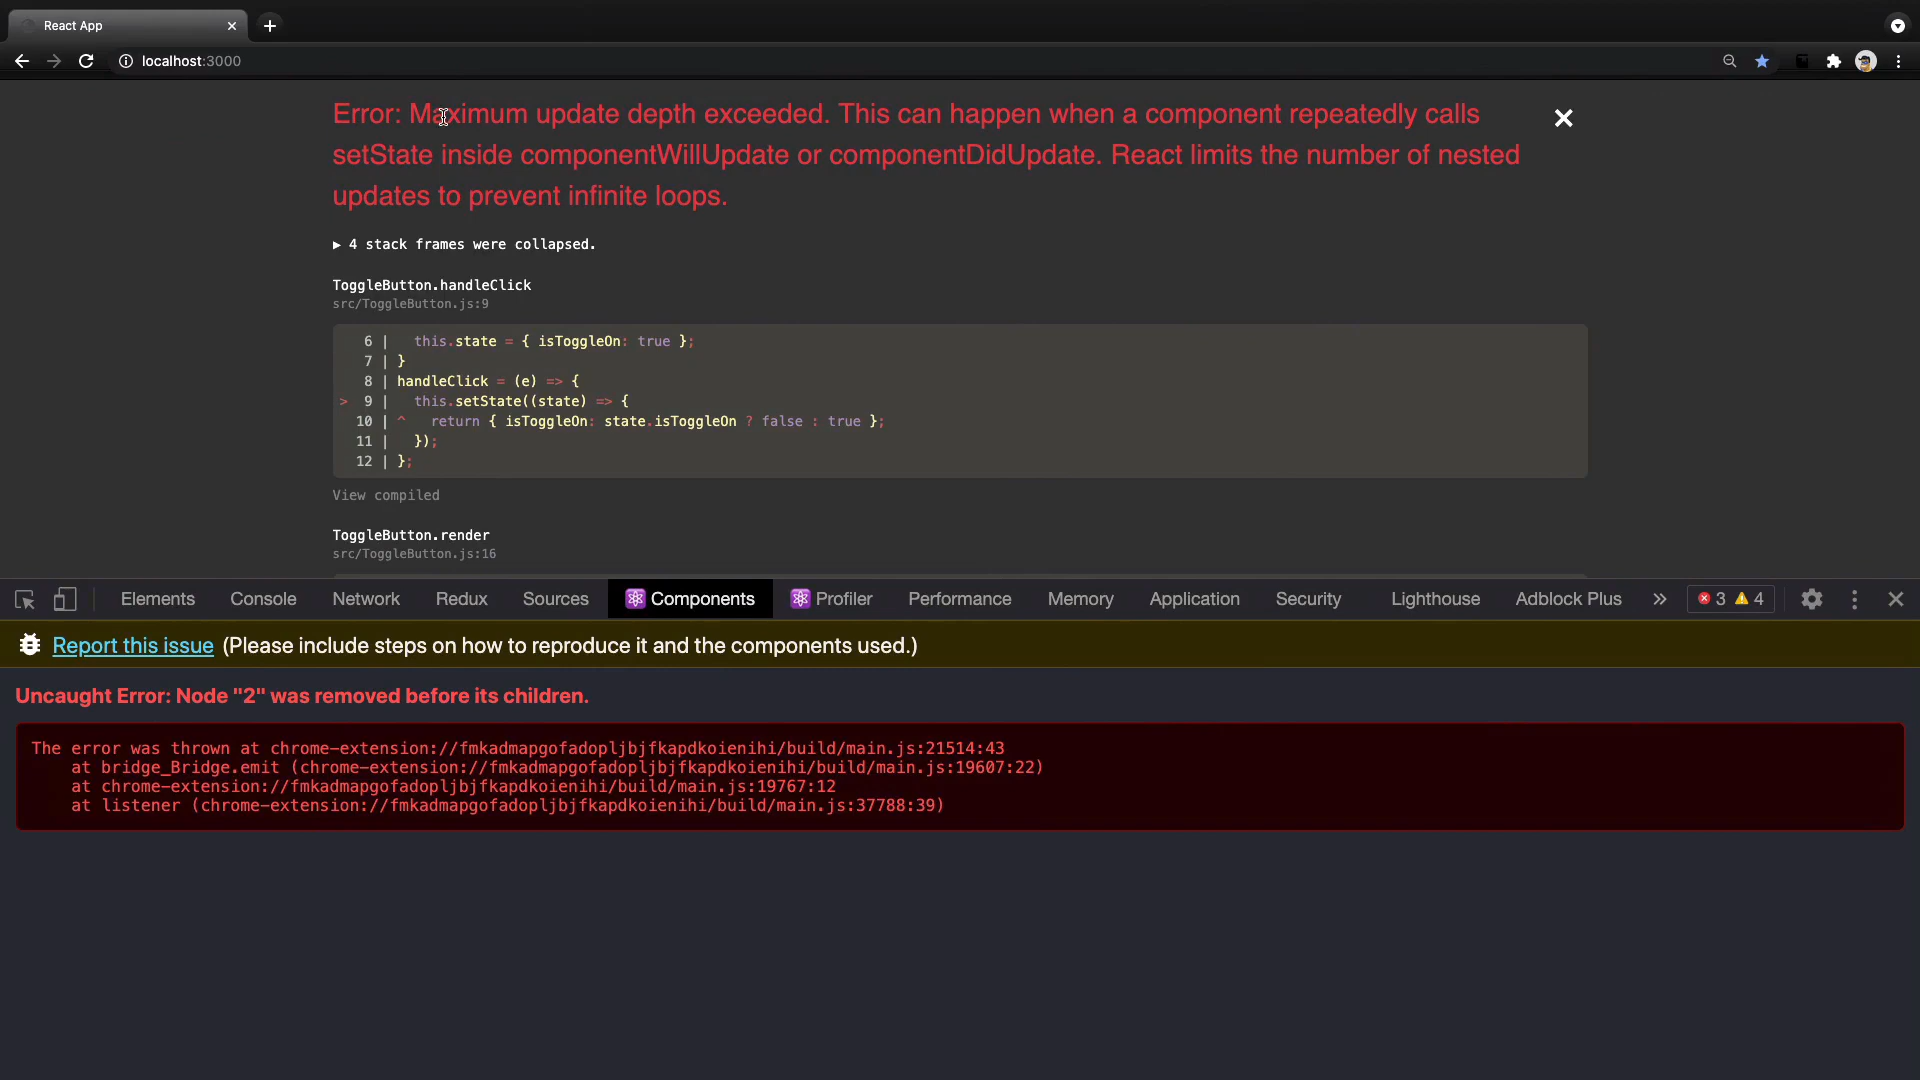 React App
localhost:3000
Error: Maximum update depth exceeded. This can happen when a component repeatedly calls
setState inside componentWillUpdate or componentDidUpdate. React limits the number of nested
updates to prevent infinite loops.
▶ 4 stack frames were collapsed.
ToggleButton.handleClick
src/ToggleButton.js:9
6 |   this.state = { isToggleOn: true };
7 | }
8 | handleClick = (e) => {
> 9 |   this.setState((state) => {
10 | ^   return { isToggleOn: state.isToggleOn ? false : true };
11 |   });
12 | };
View compiled
ToggleButton.render
src/ToggleButton.js:16
Elements Console Network Redux Sources Components Profiler Performance Memory Application Security Lighthouse Adblock Plus » 3 4
Report this issue (Please include steps on how to reproduce it and the components used.)
Uncaught Error: Node "2" was removed before its children.
The error was thrown at chrome-extension://fmkadmapgofadopljbjfkapdkoienihi/build/main.js:21514:43
at bridge_Bridge.emit (chrome-extension://fmkadmapgofadopljbjfkapdkoienihi/build/main.js:19607:22)
at chrome-extension://fmkadmapgofadopljbjfkapdkoienihi/build/main.js:19767:12
at listener (chrome-extension://fmkadmapgofadopljbjfkapdkoienihi/build/main.js:37788:39)